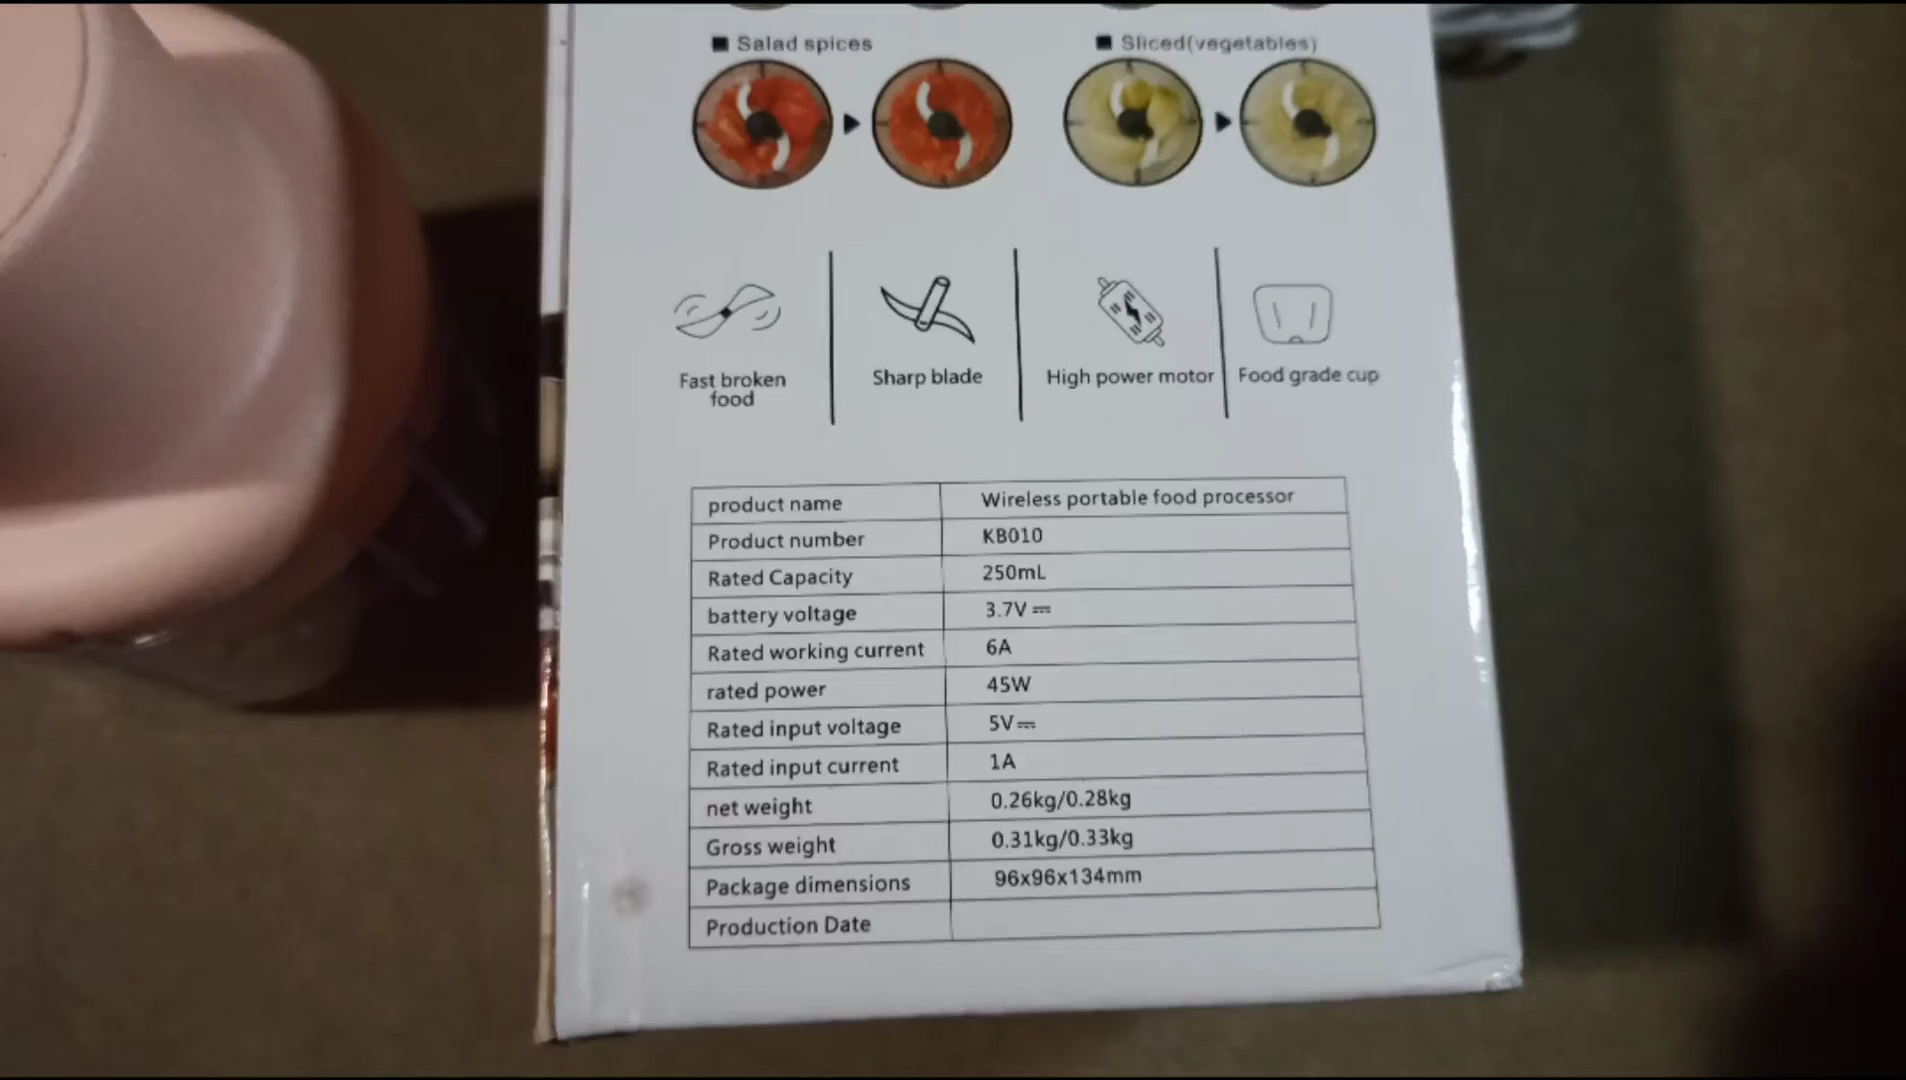 ■ Salad spices
■ Sliced(vegetables)
Fast broken
food
Sharp blade
High power motor
Food grade cup
product name Wireless portable food processor
Product number KB010
Rated Capacity 250mL
battery voltage 3.7V⎓
Rated working current 6A
rated power 45W
Rated input voltage 5V⎓
Rated input current 1A
net weight 0.26kg/0.28kg
Gross weight 0.31kg/0.33kg
Package dimensions 96x96x134mm
Production Date